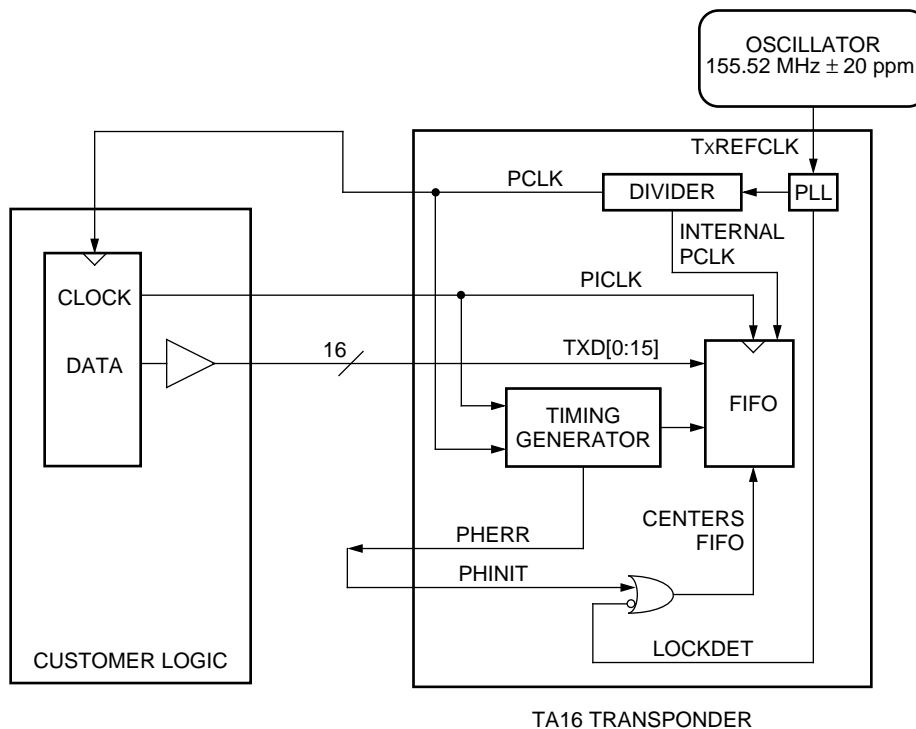 OSCILLATOR
155.52 MHz ± 20 ppm
TXREFCLK
PCLK
DIVIDER
PLL
INTERNAL
PCLK
CLOCK
PICLK
DATA
16
TXD[0:15]
FIFO
TIMING
GENERATOR
CENTERS
FIFO
PHERR
PHINIT
LOCKDET
CUSTOMER LOGIC
TA16 TRANSPONDER